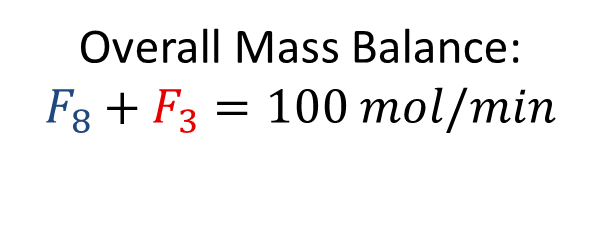 Overall Mass Balance:
F₈ + F₃ = 100 mol/min